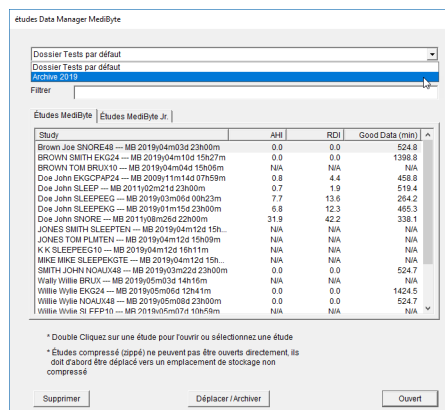 études Data Manager MediByte
Dossier Tests par défaut
Dossier Tests par défaut
Archive 2019
Filtrer
Études MediByte Études MediByte Jr.
Study AHI RDI Good Data (min)
Brown Joe SNORE48 --- MB 2019y04m03d 23h00m 0.0 0.0 524.8
BROWN SMITH EKG24 --- MB 2019y04m10d 15h27m 0.0 0.0 1398.8
BROWN TOM BRUX10 --- MB 2019y04m04d 15h06m N/A N/A N/A
Doe John EKGCPAP24 --- MB 2009y11m14d 07h59m 0.8 4.4 458.8
Doe John SLEEP --- MB 2011y02m21d 23h00m 0.7 1.9 519.4
Doe John SLEEPEEG --- MB 2019y03m06d 00h23m 7.7 13.6 264.2
Doe John SLEEPEKG --- MB 2019y01m15d 23h00m 6.8 12.3 465.3
Doe John SNORE --- MB 2011y08m26d 22h00m 31.9 42.2 338.1
JONES SMITH SLEEPTEN --- MB 2019y04m12d 15h... N/A N/A N/A
JONES TOM PLMTEN --- MB 2019y04m12d 15h09m N/A N/A N/A
K K SLEEPEEG10 --- MB 2019y04m12d 16h11m N/A N/A N/A
MIKE MIKE SLEEPEKGTE --- MB 2019y04m12d 15h... N/A N/A N/A
SMITH JOHN NOAUX48 --- MB 2019y03m22d 23h00m 0.0 0.0 524.7
Wally Willie BRUX --- MB 2019y05m03d 14h16m N/A N/A N/A
Willie Wylie EKG24 --- MB 2019y05m06d 12h41m 0.0 0.0 1424.5
Willie Wylie NOAUX48 --- MB 2019y05m08d 23h00m 0.0 0.0 524.7
Willie Wylie SLEEP10 --- MB 2019y05m07d 10h59m N/A N/A N/A
* Double Cliquez sur une étude pour l'ouvrir ou sélectionnez une étude
* Études compressé (zippé) ne peuvent pas être ouverts directement, ils
doit d'abord être déplacé vers un emplacement de stockage non
compressé
Supprimer Déplacer / Archiver Ouvert